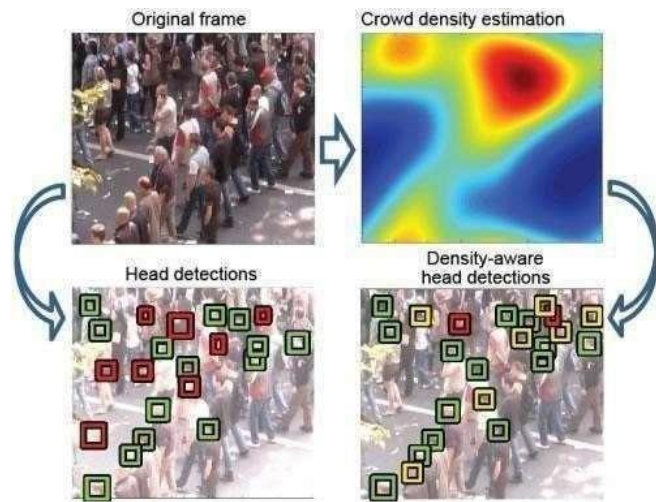 Original frame
Crowd density estimation
Head detections
Density-aware
head detections